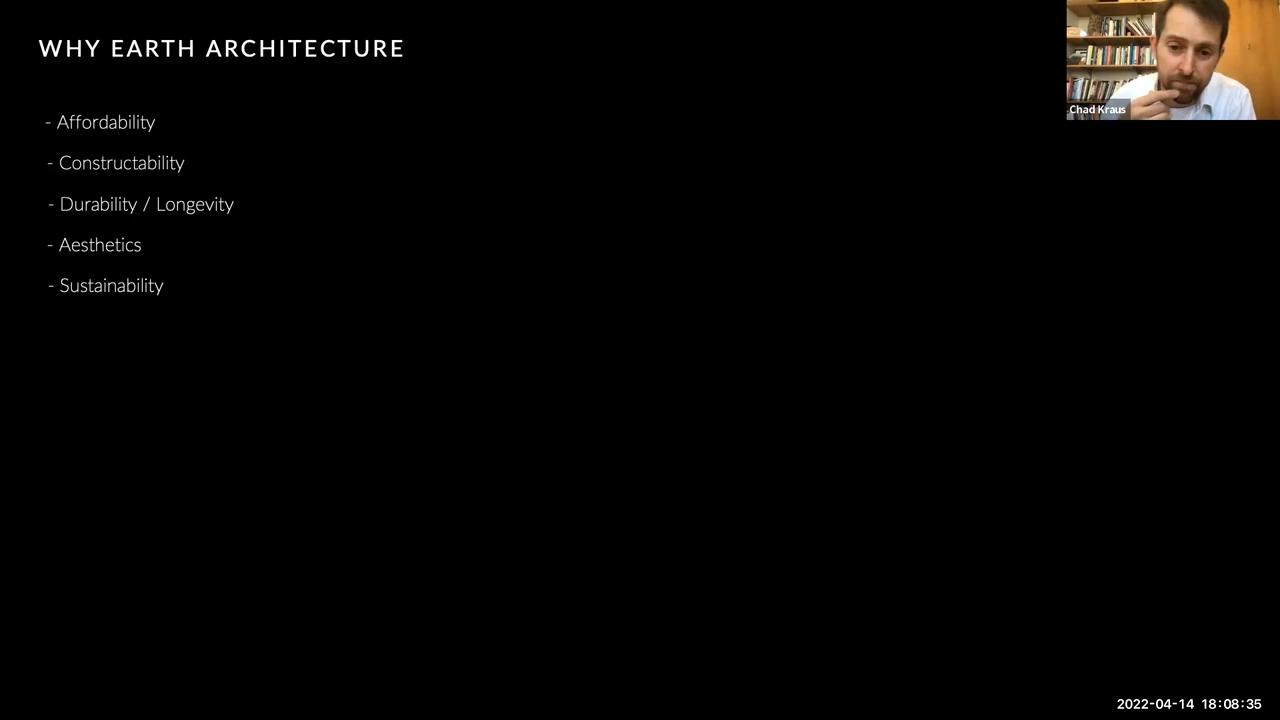 WHY EARTH ARCHITECTURE
- Affordability
- Constructability
- Durability / Longevity
- Aesthetics
- Sustainability
Chad Kraus
2022-04-14 18:08:35